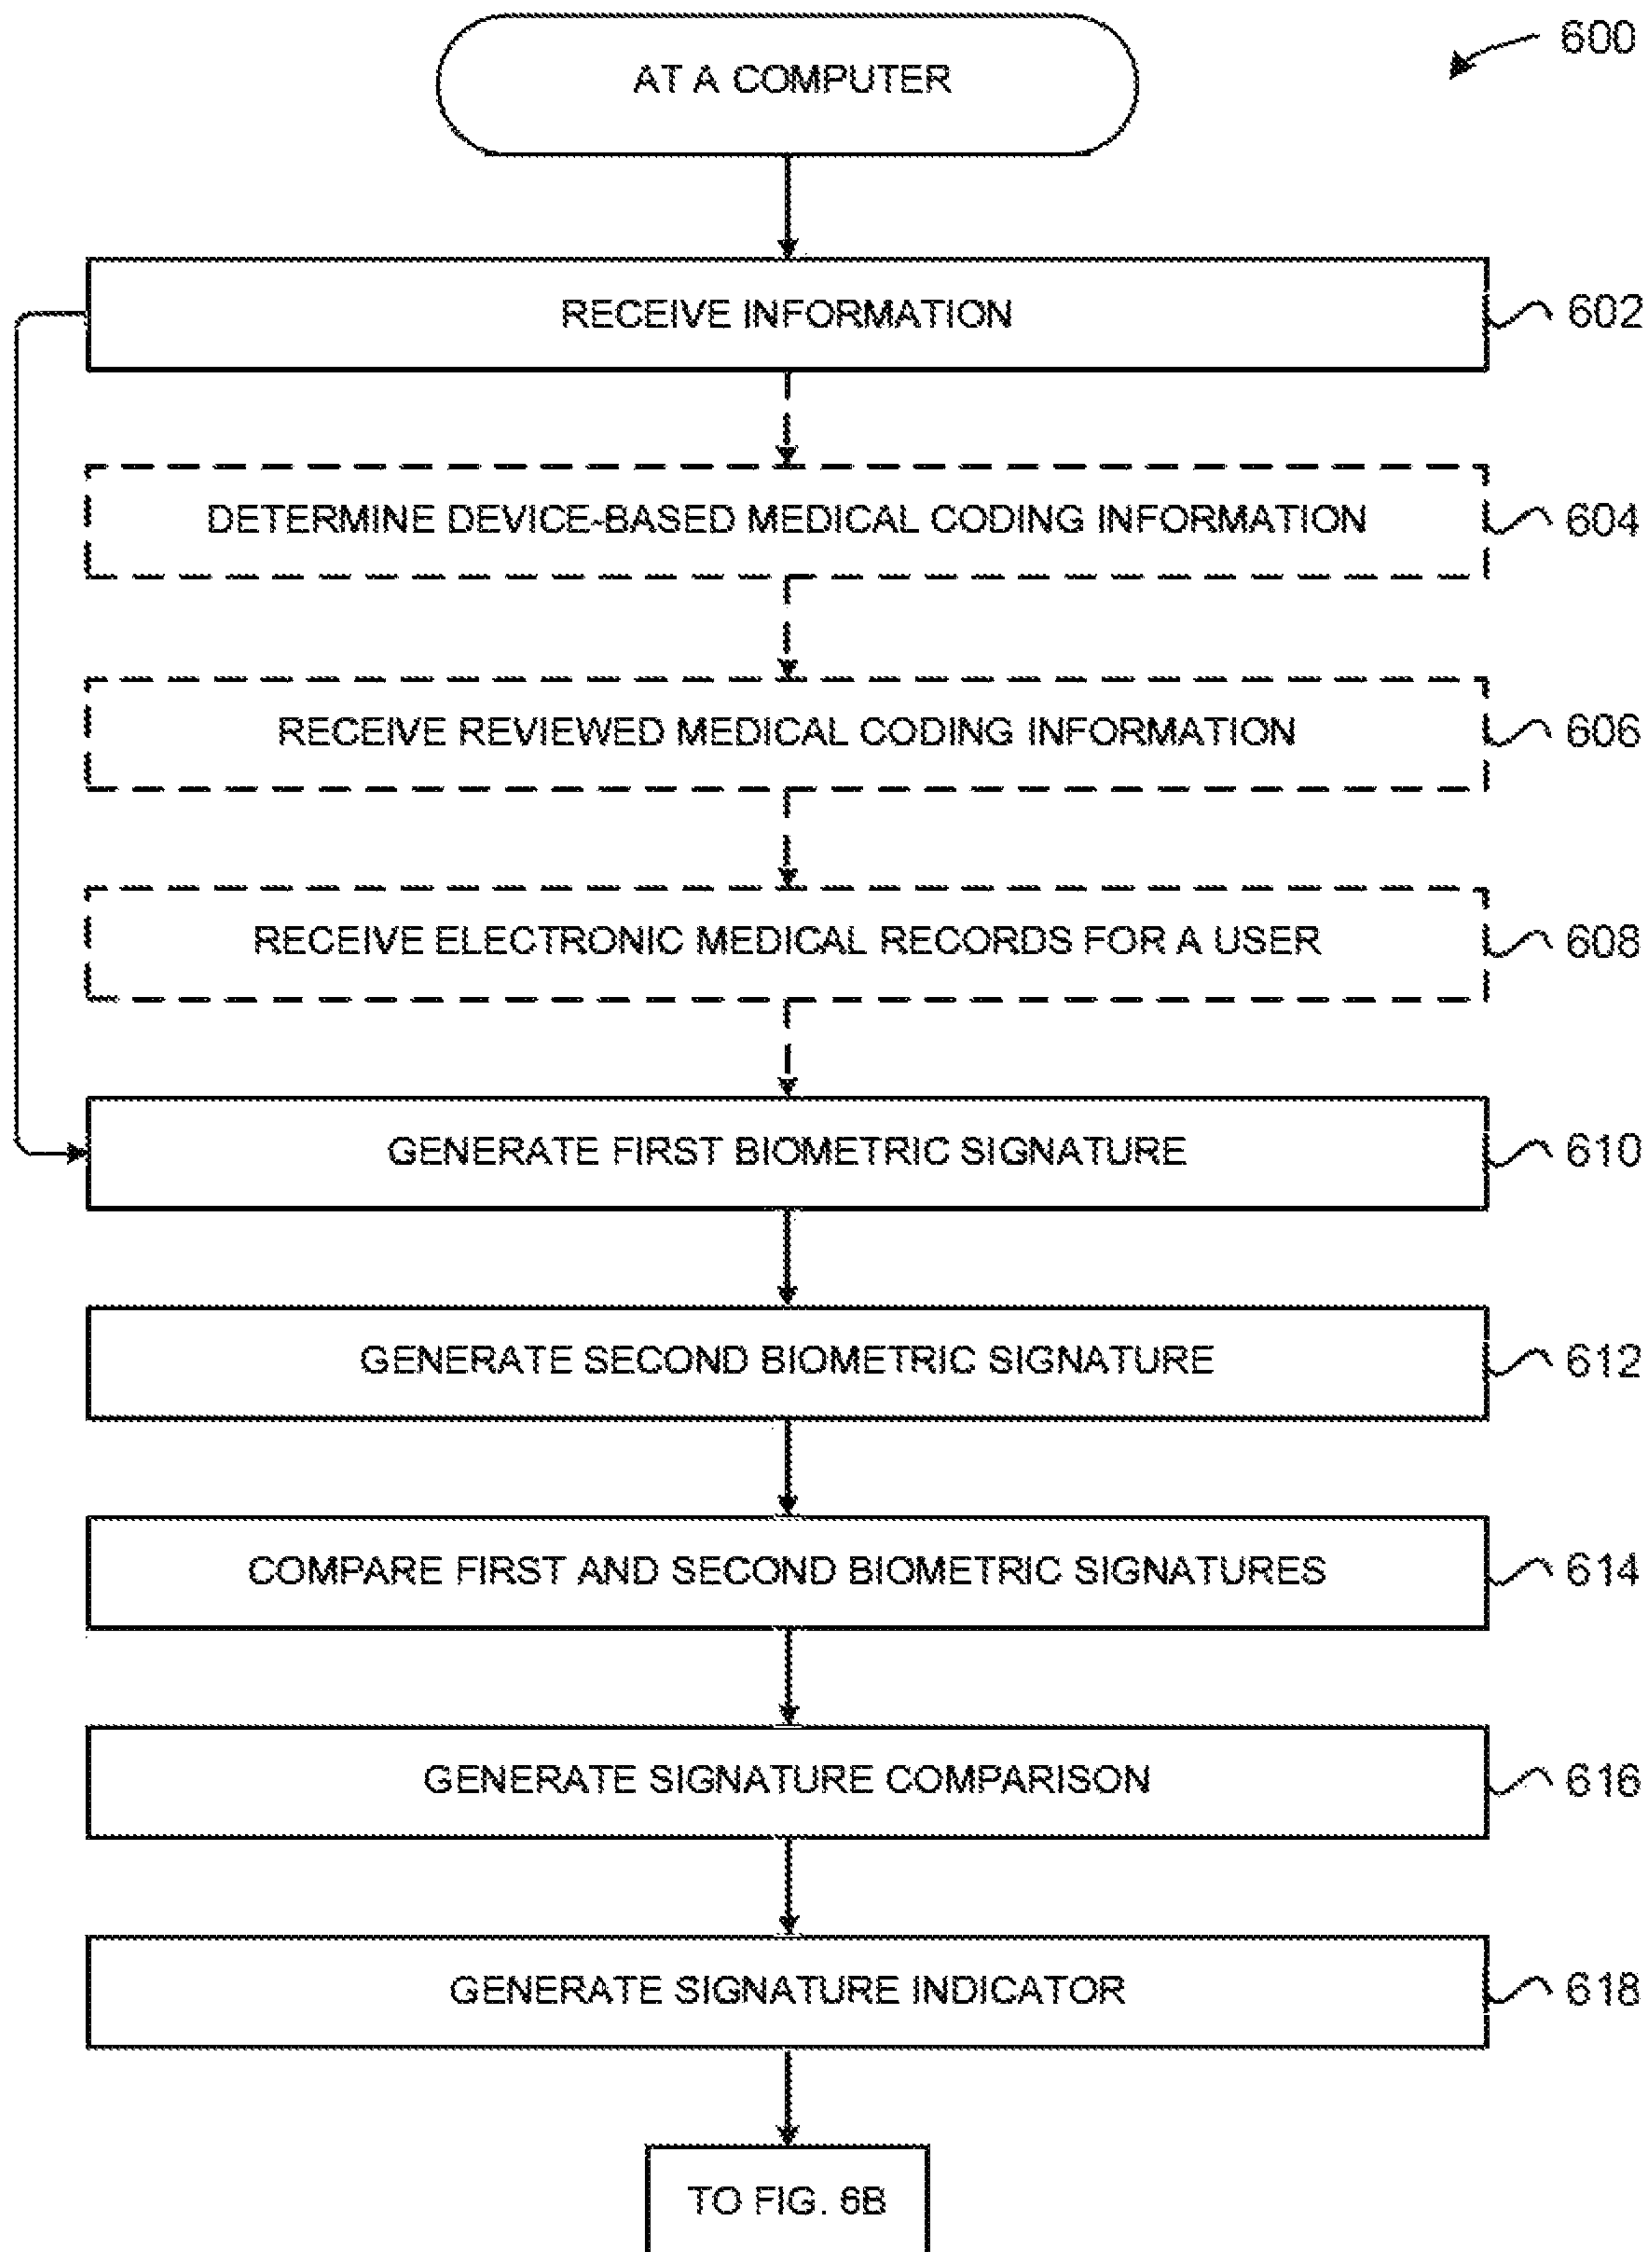 600
AT A COMPUTER
RECEIVE INFORMATION
602
DETERMINE DEVICE-BASED MEDICAL CODING INFORMATION
604
RECEIVE REVIEWED MEDICAL CODING INFORMATION
606
RECEIVE ELECTRONIC MEDICAL RECORDS FOR A USER
608
GENERATE FIRST BIOMETRIC SIGNATURE
610
GENERATE SECOND BIOMETRIC SIGNATURE
612
COMPARE FIRST AND SECOND BIOMETRIC SIGNATURES
614
GENERATE SIGNATURE COMPARISON
616
GENERATE SIGNATURE INDICATOR
618
TO FIG. 6B